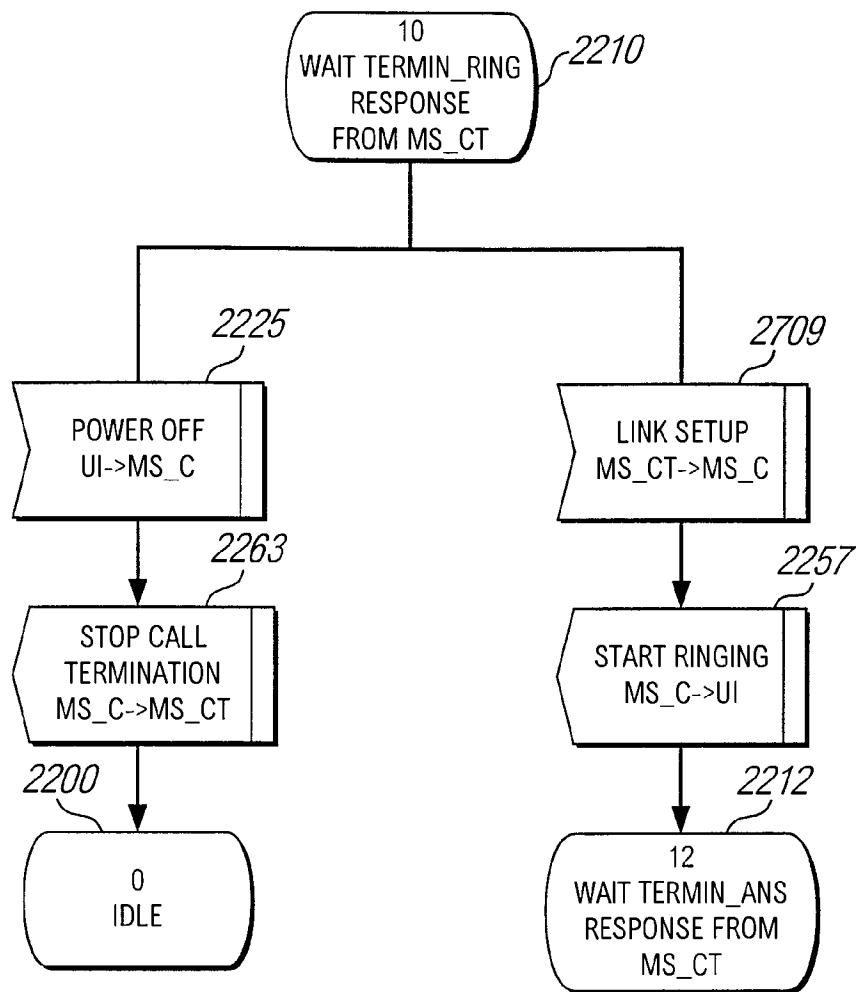 10
WAIT TERMIN_RING
RESPONSE
FROM MS_CT
2210
2225
POWER OFF
UI->MS_C
2709
LINK SETUP
MS_CT->MS_C
2263
STOP CALL
TERMINATION
MS_C->MS_CT
2257
START RINGING
MS_C->UI
2200
0
IDLE
2212
12
WAIT TERMIN_ANS
RESPONSE FROM
MS_CT